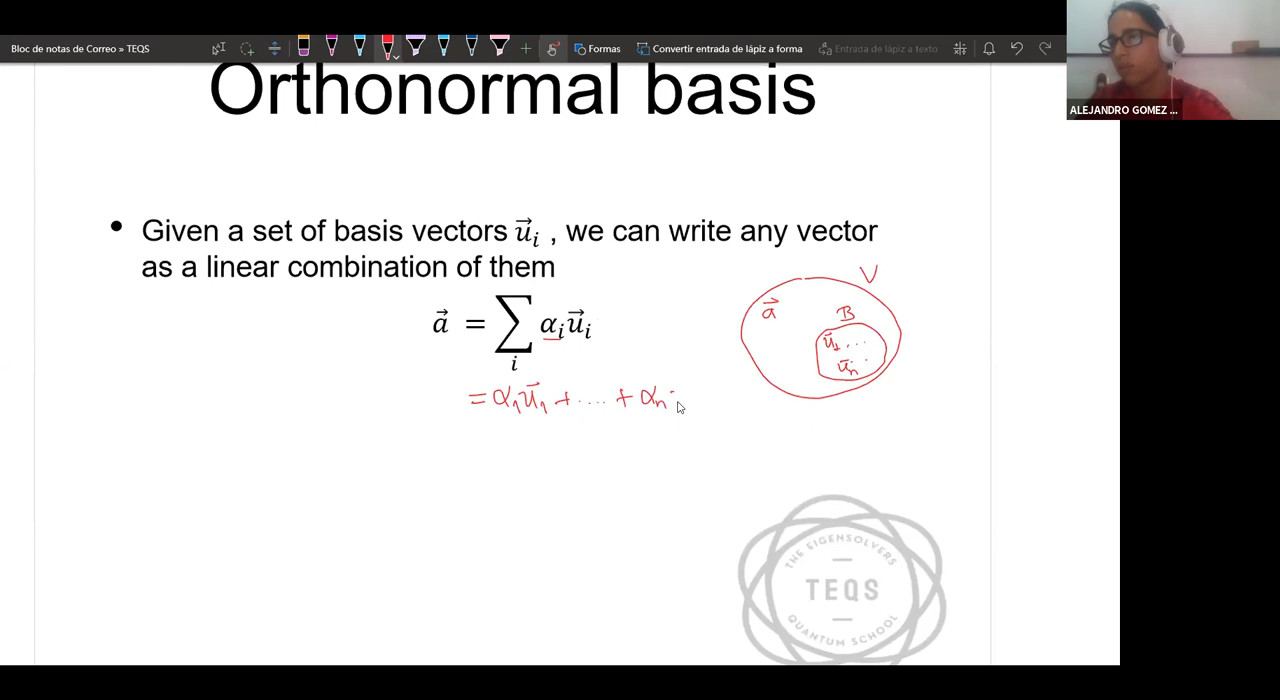 Bloc de notas de Correo » TEQS
Formas
Convertir entrada de lápiz a forma
Entrada de lápiz a texto
ALEJANDRO GOMEZ ...
Orthonormal basis
• Given a set of basis vectors u⃗ᵢ , we can write any vector
as a linear combination of them
a⃗ = ∑ᵢ αᵢu⃗ᵢ
= α₁u⃗₁ + .... + αₙ
V
a⃗
B
u⃗₁ ...
u⃗ₙ
THE EIGENSOLVERS
TEQS
QUANTUM SCHOOL